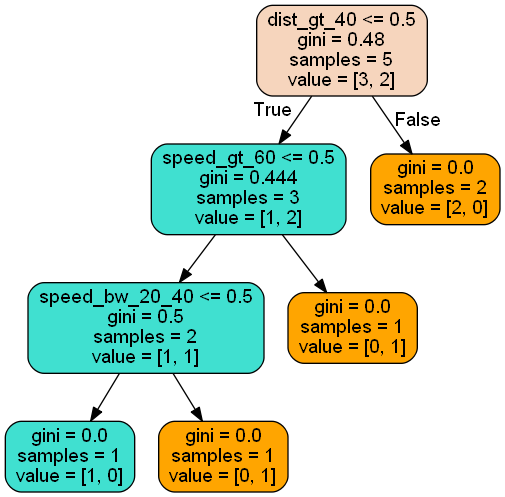 dist_gt_40 <= 0.5
gini = 0.48
samples = 5
value = [3, 2]
True
False
speed_gt_60 <= 0.5
gini = 0.444
samples = 3
value = [1, 2]
gini = 0.0
samples = 2
value = [2, 0]
speed_bw_20_40 <= 0.5
gini = 0.5
samples = 2
value = [1, 1]
gini = 0.0
samples = 1
value = [0, 1]
gini = 0.0
samples = 1
value = [1, 0]
gini = 0.0
samples = 1
value = [0, 1]